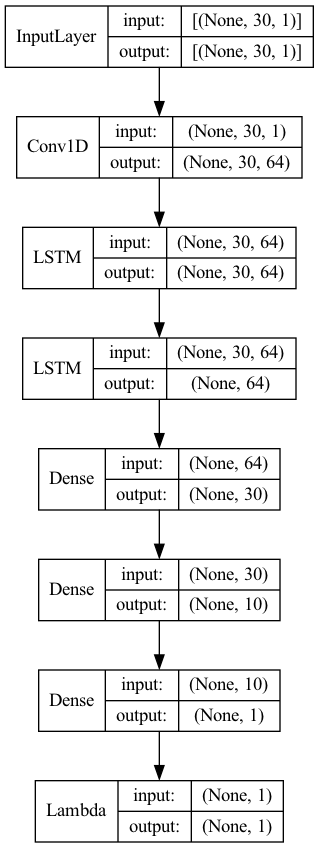 InputLayer input: [(None, 30, 1)]
output: [(None, 30, 1)]
Conv1D input: (None, 30, 1)
output: (None, 30, 64)
LSTM input: (None, 30, 64)
output: (None, 30, 64)
LSTM input: (None, 30, 64)
output: (None, 64)
Dense input: (None, 64)
output: (None, 30)
Dense input: (None, 30)
output: (None, 10)
Dense input: (None, 10)
output: (None, 1)
Lambda input: (None, 1)
output: (None, 1)